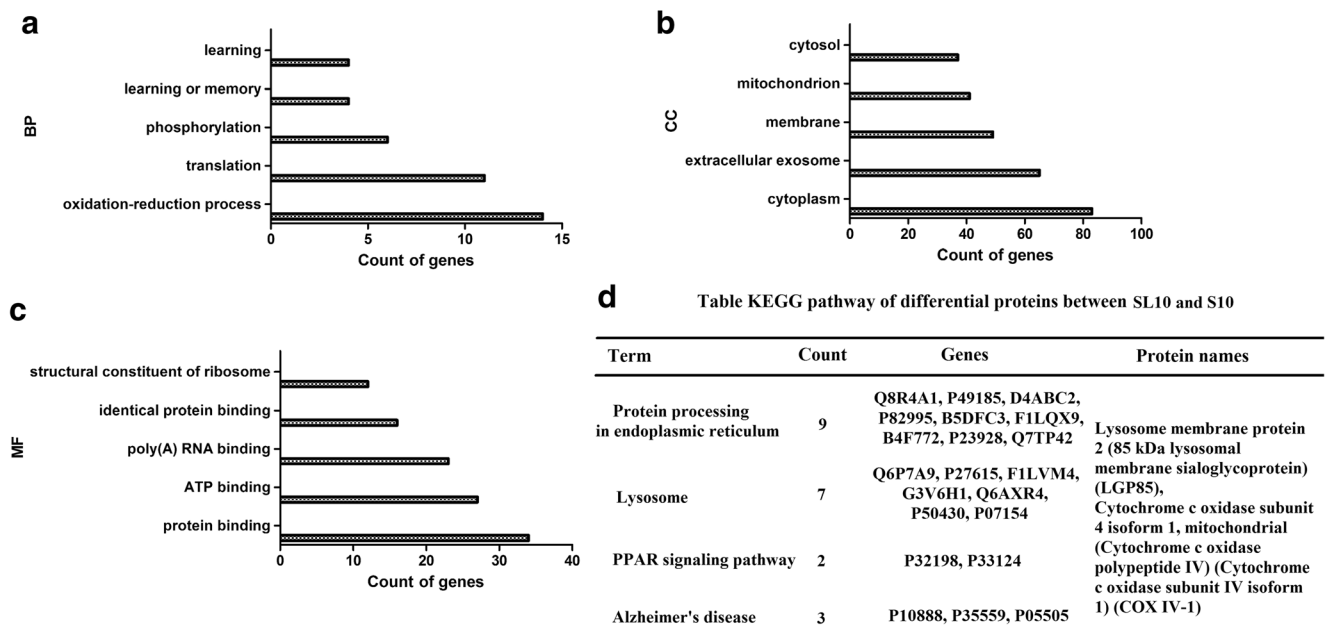 a
BP
learning
learning or memory
phosphorylation
translation
oxidation-reduction process
0 5 10 15
Count of genes
b
CC
cytosol
mitochondrion
membrane
extracellular exosome
cytoplasm
0 20 40 60 80 100
Count of genes
c
MF
structural constituent of ribosome
identical protein binding
poly(A) RNA binding
ATP binding
protein binding
0 10 20 30 40
Count of genes
d
Table KEGG pathway of differential proteins between SL10 and S10
Term Count Genes Protein names
Protein processing
in endoplasmic reticulum
9
Q8R4A1, P49185, D4ABC2,
P82995, B5DFC3, F1LQX9,
B4F772, P23928, Q7TP42
Lysosome
7
Q6P7A9, P27615, F1LVM4,
G3V6H1, Q6AXR4,
P50430, P07154
PPAR signaling pathway 2 P32198, P33124
Alzheimer's disease 3 P10888, P35559, P05505
Lysosome membrane protein
2 (85 kDa lysosomal
membrane sialoglycoprotein)
(LGP85),
Cytochrome c oxidase subunit
4 isoform 1, mitochondrial
(Cytochrome c oxidase
polypeptide IV) (Cytochrome
c oxidase subunit IV isoform
1) (COX IV-1)